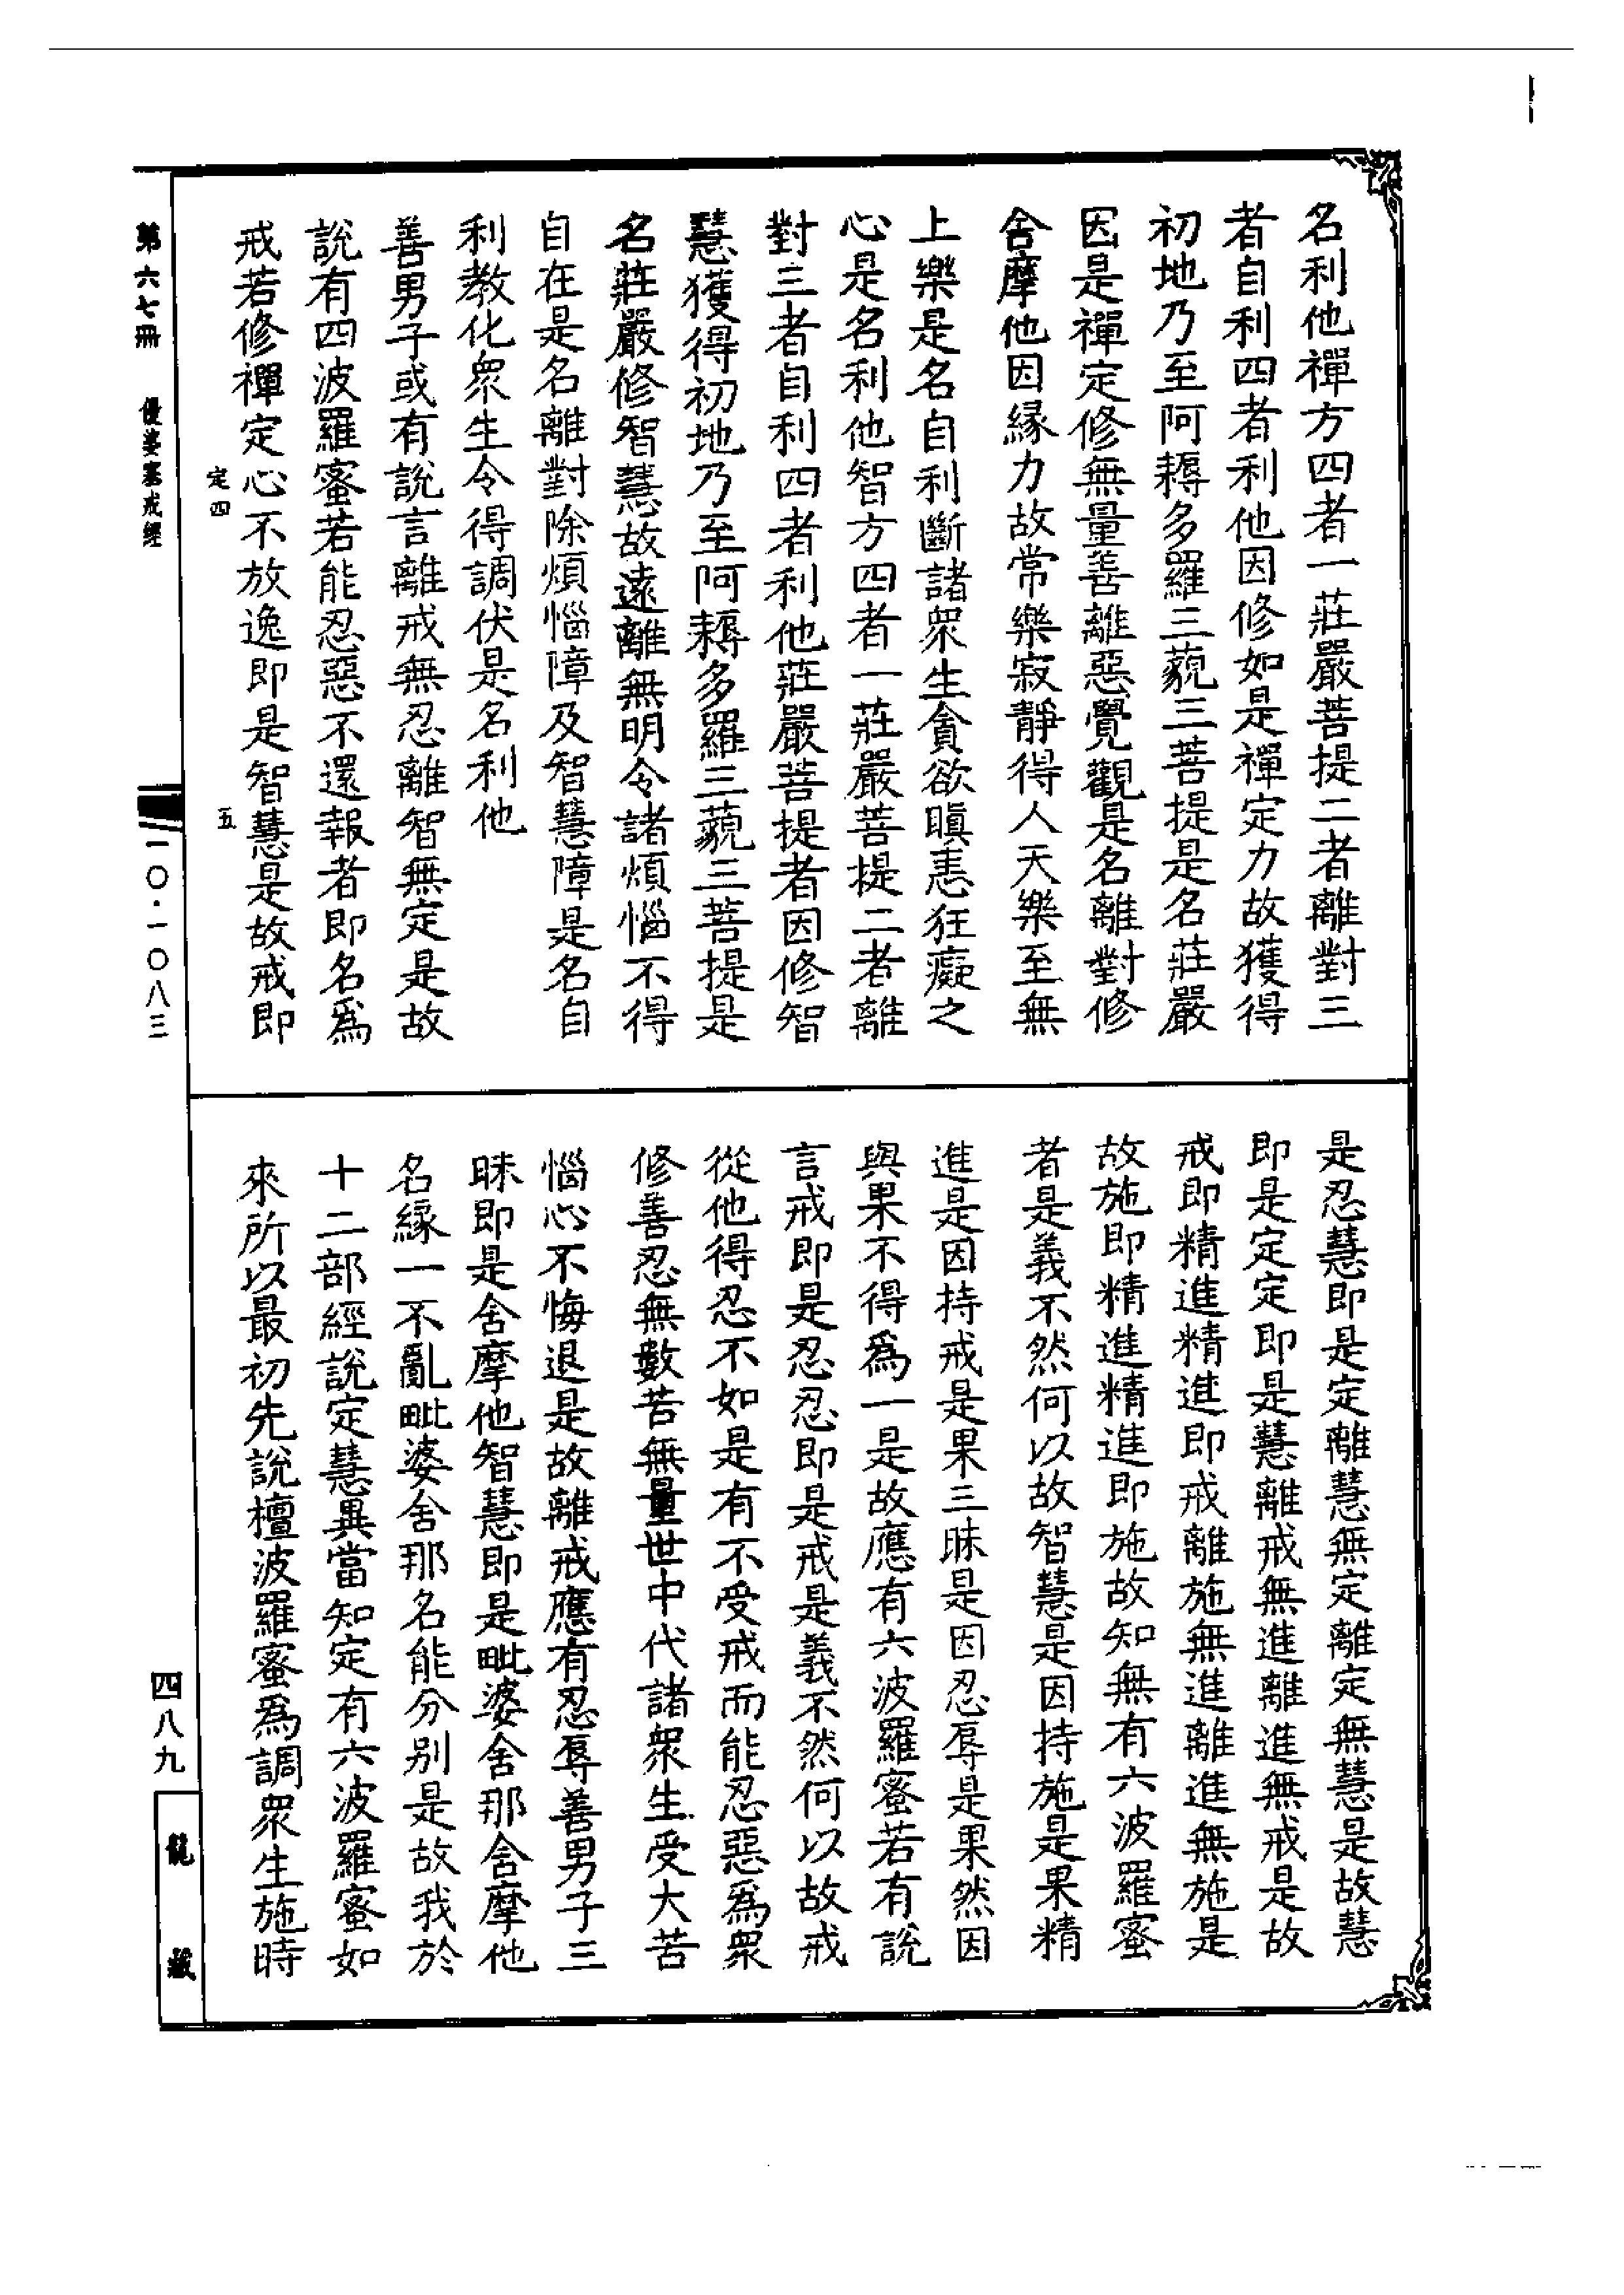 名利他禪方四者一莊嚴菩提二者離對三
者自利四者利他因修如是禪定力故獲得
初地乃至阿耨多羅三藐三菩提是名莊嚴
因是禪定修無量善離惡覺觀是名離對修
舍摩他因緣力故常樂寂靜得人天樂至無
上樂是名自利斷諸衆生貪欲瞋恚狂癡之
心是名利他智方四者一莊嚴菩提二者離
對三者自利四者利他莊嚴菩提者因修智
慧獲得初地乃至阿耨多羅三藐三菩提是
名莊嚴修智慧故遠離無明令諸煩惱不得
自在是名離對除煩惱障及智慧障是名自
利教化衆生令得調伏是名利他
善男子或有說言離戒無忍離智無定是故
說有四波羅蜜若能忍惡不還報者即名爲
戒若修禪定心不放逸即是智慧是故戒即
是忍慧即是定離慧無定離定無慧是故慧
即是定定即是慧離戒無進離進無戒是故
戒即精進精進即戒離施無進離進無施是
故施即精進精進即施故知無有六波羅蜜
者是義不然何以故智慧是因持施是果精
進是因持戒是果三昧是因忍辱是果然因
與果不得爲一是故應有六波羅蜜若有說
言戒即是忍忍即是戒是義不然何以故戒
從他得忍不如是有不受戒而能忍惡爲衆
修善忍無數苦無量世中代諸衆生受大苦
惱心不悔退是故離戒應有忍辱善男子三
昧即是舍摩他智慧即是毗婆舍那舍摩他
名緣一不亂毗婆舍那名能分別是故我於
十二部經說定慧異當知定有六波羅蜜如
來所以最初先說檀波羅蜜爲調衆生施時
定四
五
第六七冊 優婆塞戒經
一〇·一〇八三
四八九
龍藏